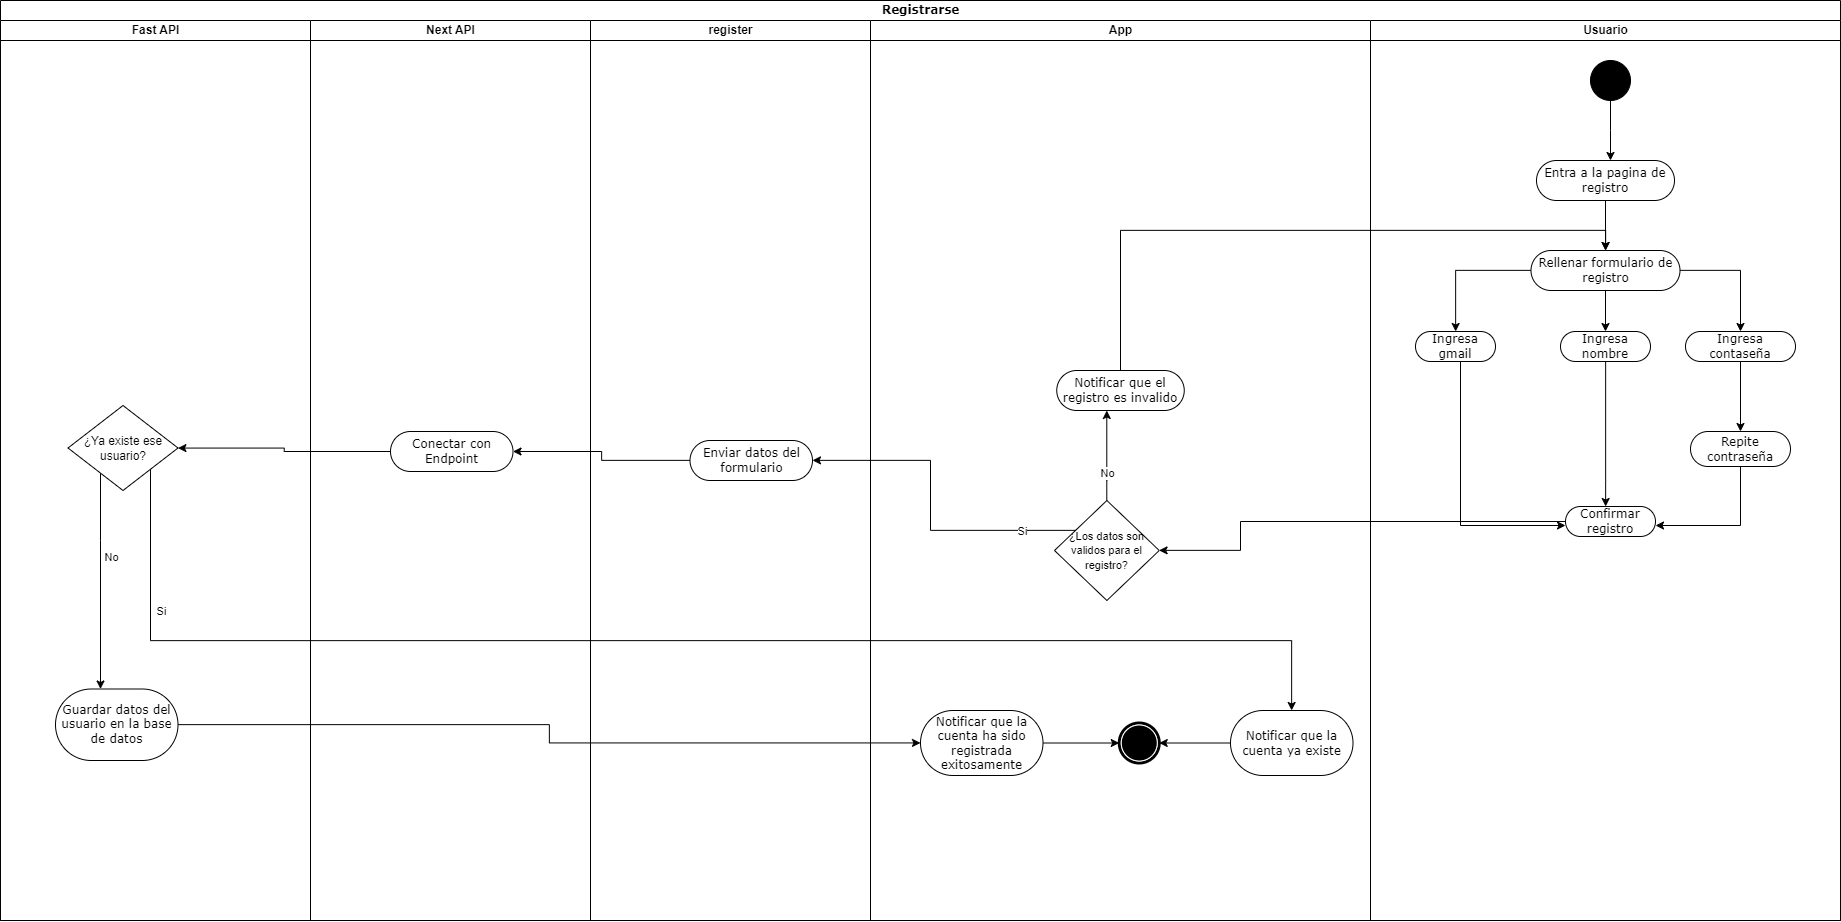 Registrarse
Fast API
Next API
register
App
Usuario
Entra a la pagina de
registro
Rellenar formulario de
registro
Ingresa
gmail
Ingresa
nombre
Ingresa
contaseña
Notificar que el
registro es invalido
¿Ya existe ese
usuario?
Conectar con
Endpoint
Enviar datos del
formulario
Repite
contraseña
No
Confirmar
registro
Si
¿Los datos son
validos para el
registro?
No
Si
Guardar datos del
usuario en la base
de datos
Notificar que la
cuenta ha sido
registrada
exitosamente
Notificar que la
cuenta ya existe